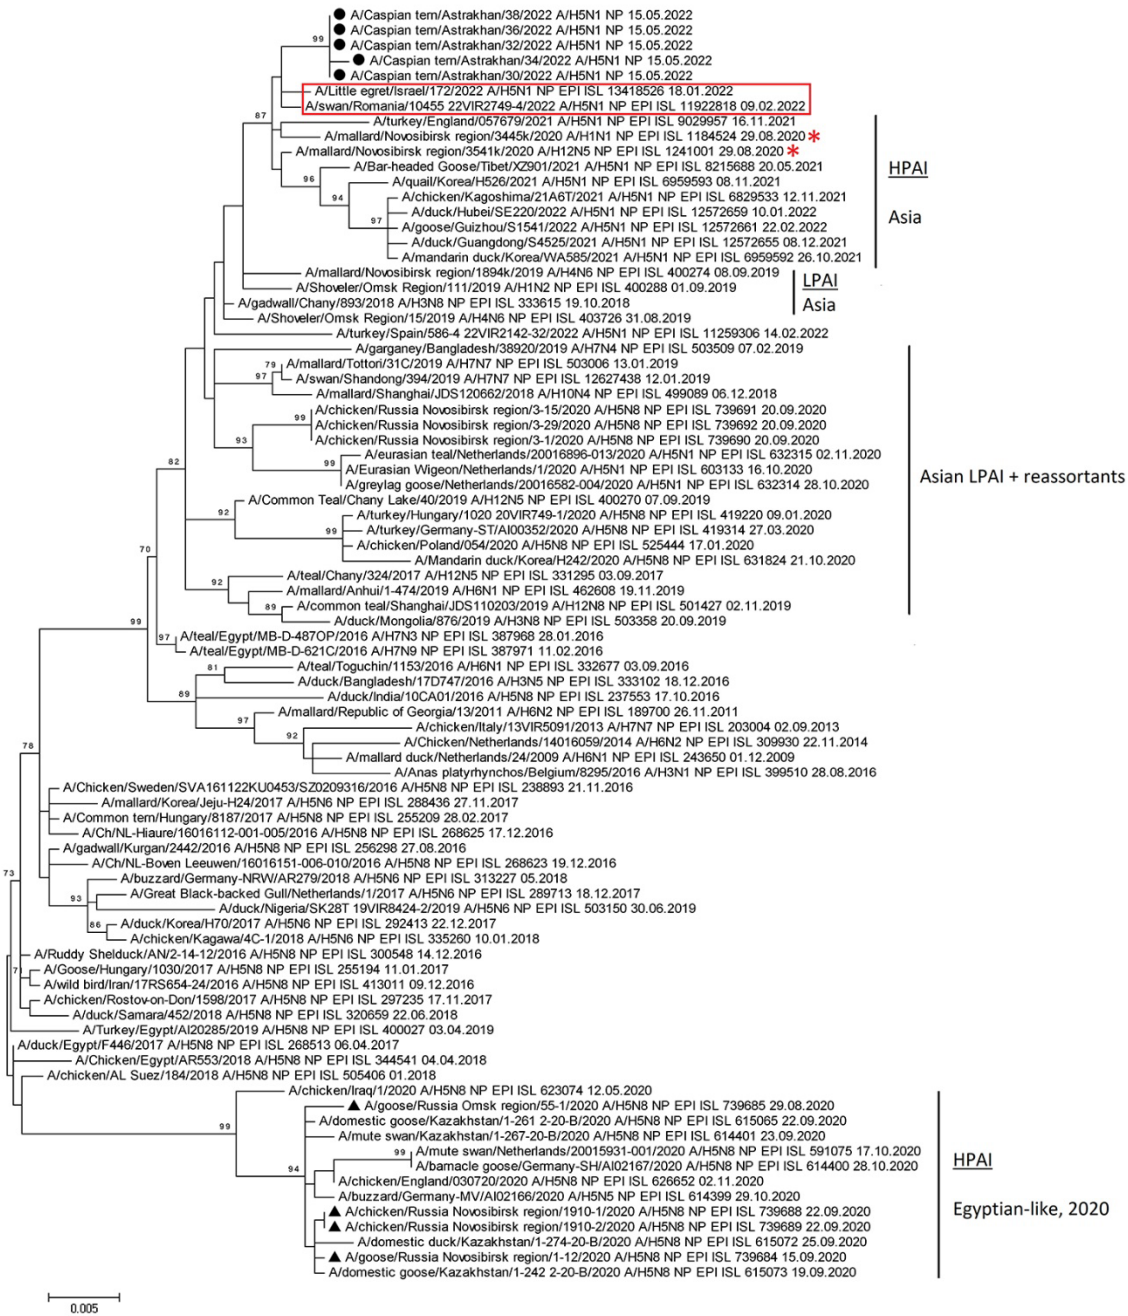 A/Caspian tern/Astrakhan/38/2022 A/H5N1 NP 15.05.2022
A/Caspian tern/Astrakhan/36/2022 A/H5N1 NP 15.05.2022
99
A/Caspian tern/Astrakhan/32/2022 A/H5N1 NP 15.05.2022
A/Caspian tern/Astrakhan/34/2022 A/H5N1 NP 15.05.2022
A/Caspian tern/Astrakhan/30/2022 A/H5N1 NP 15.05.2022
A/Little egret/Israel/172/2022 A/H5N1 NP EPI ISL 13418526 18.01.2022
A/swan/Romania/10455 22VIR2749-4/2022 A/H5N1 NP EPI ISL 11922818 09.02.2022
87
A/turkey/England/057679/2021 A/H5N1 NP EPI ISL 9029957 16.11.2021
A/mallard/Novosibirsk region/3445k/2020 A/H1N1 NP EPI ISL 1184524 29.08.2020 *
A/mallard/Novosibirsk region/3541k/2020 A/H12N5 NP EPI ISL 1241001 29.08.2020 *
A/Bar-headed Goose/Tibet/XZ901/2021 A/H5N1 NP EPI ISL 8215688 20.05.2021
HPAI
96
A/quail/Korea/H526/2021 A/H5N1 NP EPI ISL 6959593 08.11.2021
94
A/chicken/Kagoshima/21A6T/2021 A/H5N1 NP EPI ISL 6829533 12.11.2021
A/duck/Hubei/SE220/2022 A/H5N1 NP EPI ISL 12572659 10.01.2022
Asia
97
A/goose/Guizhou/S1541/2022 A/H5N1 NP EPI ISL 12572661 22.02.2022
A/duck/Guangdong/S4525/2021 A/H5N1 NP EPI ISL 12572655 08.12.2021
A/mandarin duck/Korea/WA585/2021 A/H5N1 NP EPI ISL 6959592 26.10.2021
A/mallard/Novosibirsk region/1894k/2019 A/H4N6 NP EPI ISL 400274 08.09.2019
LPAI
A/Shoveler/Omsk Region/111/2019 A/H1N2 NP EPI ISL 400288 01.09.2019
A/gadwall/Chany/893/2018 A/H3N8 NP EPI ISL 333615 19.10.2018
Asia
A/Shoveler/Omsk Region/15/2019 A/H4N6 NP EPI ISL 403726 31.08.2019
A/turkey/Spain/586-4 22VIR2142-32/2022 A/H5N1 NP EPI ISL 11259306 14.02.2022
A/garganey/Bangladesh/38920/2019 A/H7N4 NP EPI ISL 503509 07.02.2019
79
A/mallard/Tottori/31C/2019 A/H7N7 NP EPI ISL 503006 13.01.2019
97
A/swan/Shandong/394/2019 A/H7N7 NP EPI ISL 12627438 12.01.2019
A/mallard/Shanghai/JDS120662/2018 A/H10N4 NP EPI ISL 499089 06.12.2018
A/chicken/Russia Novosibirsk region/3-15/2020 A/H5N8 NP EPI ISL 739691 20.09.2020
99
A/chicken/Russia Novosibirsk region/3-29/2020 A/H5N8 NP EPI ISL 739692 20.09.2020
93
A/chicken/Russia Novosibirsk region/3-1/2020 A/H5N8 NP EPI ISL 739690 20.09.2020
A/eurasian teal/Netherlands/20016896-013/2020 A/H5N1 NP EPI ISL 632315 02.11.2020
82
99
A/Eurasian Wigeon/Netherlands/1/2020 A/H5N1 NP EPI ISL 603133 16.10.2020
Asian LPAI + reassortants
A/greylag goose/Netherlands/20016582-004/2020 A/H5N1 NP EPI ISL 632314 28.10.2020
A/Common Teal/Chany Lake/40/2019 A/H12N5 NP EPI ISL 400270 07.09.2019
92
A/turkey/Hungary/1020 20VIR749-1/2020 A/H5N8 NP EPI ISL 419220 09.01.2020
99
A/turkey/Germany-ST/AI00352/2020 A/H5N8 NP EPI ISL 419314 27.03.2020
A/chicken/Poland/054/2020 A/H5N8 NP EPI ISL 525444 17.01.2020
70
A/Mandarin duck/Korea/H242/2020 A/H5N8 NP EPI ISL 631824 21.10.2020
92
A/teal/Chany/324/2017 A/H12N5 NP EPI ISL 331295 03.09.2017
A/mallard/Anhui/1-474/2019 A/H6N1 NP EPI ISL 462608 19.11.2019
89
A/common teal/Shanghai/JDS110203/2019 A/H12N8 NP EPI ISL 501427 02.11.2019
A/duck/Mongolia/876/2019 A/H3N8 NP EPI ISL 503358 20.09.2019
99
97
A/teal/Egypt/MB-D-487OP/2016 A/H7N3 NP EPI ISL 387968 28.01.2016
A/teal/Egypt/MB-D-621C/2016 A/H7N9 NP EPI ISL 387971 11.02.2016
81
A/teal/Toguchin/1153/2016 A/H6N1 NP EPI ISL 332677 03.09.2016
A/duck/Bangladesh/17D747/2016 A/H3N5 NP EPI ISL 333102 18.12.2016
89
A/duck/India/10CA01/2016 A/H5N8 NP EPI ISL 237553 17.10.2016
A/mallard/Republic of Georgia/13/2011 A/H6N2 NP EPI ISL 189700 26.11.2011
97
A/chicken/Italy/13VIR5091/2013 A/H7N7 NP EPI ISL 203004 02.09.2013
92
A/Chicken/Netherlands/14016059/2014 A/H6N2 NP EPI ISL 309930 22.11.2014
78
A/mallard duck/Netherlands/24/2009 A/H6N1 NP EPI ISL 243650 01.12.2009
A/Anas platyrhynchos/Belgium/8295/2016 A/H3N1 NP EPI ISL 399510 28.08.2016
A/Chicken/Sweden/SVA161122KU0453/SZ0209316/2016 A/H5N8 NP EPI ISL 238893 21.11.2016
A/mallard/Korea/Jeju-H24/2017 A/H5N6 NP EPI ISL 288436 27.11.2017
A/Common tern/Hungary/8187/2017 A/H5N8 NP EPI ISL 255209 28.02.2017
A/Ch/NL-Hiaure/16016112-001-005/2016 A/H5N8 NP EPI ISL 268625 17.12.2016
A/gadwall/Kurgan/2442/2016 A/H5N8 NP EPI ISL 256298 27.08.2016
A/Ch/NL-Boven Leeuwen/16016151-006-010/2016 A/H5N8 NP EPI ISL 268623 19.12.2016
73
A/buzzard/Germany-NRW/AR279/2018 A/H5N6 NP EPI ISL 313227 05.2018
93
A/Great Black-backed Gull/Netherlands/1/2017 A/H5N6 NP EPI ISL 289713 18.12.2017
A/duck/Nigeria/SK28T 19VIR8424-2/2019 A/H5N6 NP EPI ISL 503150 30.06.2019
86
A/duck/Korea/H70/2017 A/H5N6 NP EPI ISL 292413 22.12.2017
A/chicken/Kagawa/4C-1/2018 A/H5N6 NP EPI ISL 335260 10.01.2018
A/Ruddy Shelduck/AN/2-14-12/2016 A/H5N8 NP EPI ISL 300548 14.12.2016
A/Goose/Hungary/1030/2017 A/H5N8 NP EPI ISL 255194 11.01.2017
A/wild bird/Iran/17RS654-24/2016 A/H5N8 NP EPI ISL 413011 09.12.2016
A/chicken/Rostov-on-Don/1598/2017 A/H5N8 NP EPI ISL 297235 17.11.2017
A/duck/Samara/452/2018 A/H5N8 NP EPI ISL 320659 22.06.2018
A/Turkey/Egypt/AI20285/2019 A/H5N8 NP EPI ISL 400027 03.04.2019
A/duck/Egypt/F446/2017 A/H5N8 NP EPI ISL 268513 06.04.2017
A/Chicken/Egypt/AR553/2018 A/H5N8 NP EPI ISL 344541 04.04.2018
A/chicken/AL Suez/184/2018 A/H5N8 NP EPI ISL 505406 01.2018
A/chicken/Iraq/1/2020 A/H5N8 NP EPI ISL 623074 12.05.2020
A/goose/Russia Omsk region/55-1/2020 A/H5N8 NP EPI ISL 739685 29.08.2020
99
A/domestic goose/Kazakhstan/1-261 2-20-B/2020 A/H5N8 NP EPI ISL 615065 22.09.2020
A/mute swan/Kazakhstan/1-267-20-B/2020 A/H5N8 NP EPI ISL 614401 23.09.2020
99
A/mute swan/Netherlands/20015931-001/2020 A/H5N8 NP EPI ISL 591075 17.10.2020
HPAI
A/barnacle goose/Germany-SH/AI02167/2020 A/H5N8 NP EPI ISL 614400 28.10.2020
94
A/chicken/England/030720/2020 A/H5N8 NP EPI ISL 626652 02.11.2020
A/buzzard/Germany-MV/AI02166/2020 A/H5N5 NP EPI ISL 614399 29.10.2020
Egyptian-like, 2020
A/chicken/Russia Novosibirsk region/1910-1/2020 A/H5N8 NP EPI ISL 739688 22.09.2020
A/chicken/Russia Novosibirsk region/1910-2/2020 A/H5N8 NP EPI ISL 739689 22.09.2020
A/domestic duck/Kazakhstan/1-274-20-B/2020 A/H5N8 NP EPI ISL 615072 25.09.2020
A/goose/Russia Novosibirsk region/1-12/2020 A/H5N8 NP EPI ISL 739684 15.09.2020
A/domestic goose/Kazakhstan/1-242 2-20-B/2020 A/H5N8 NP EPI ISL 615073 19.09.2020
0.005